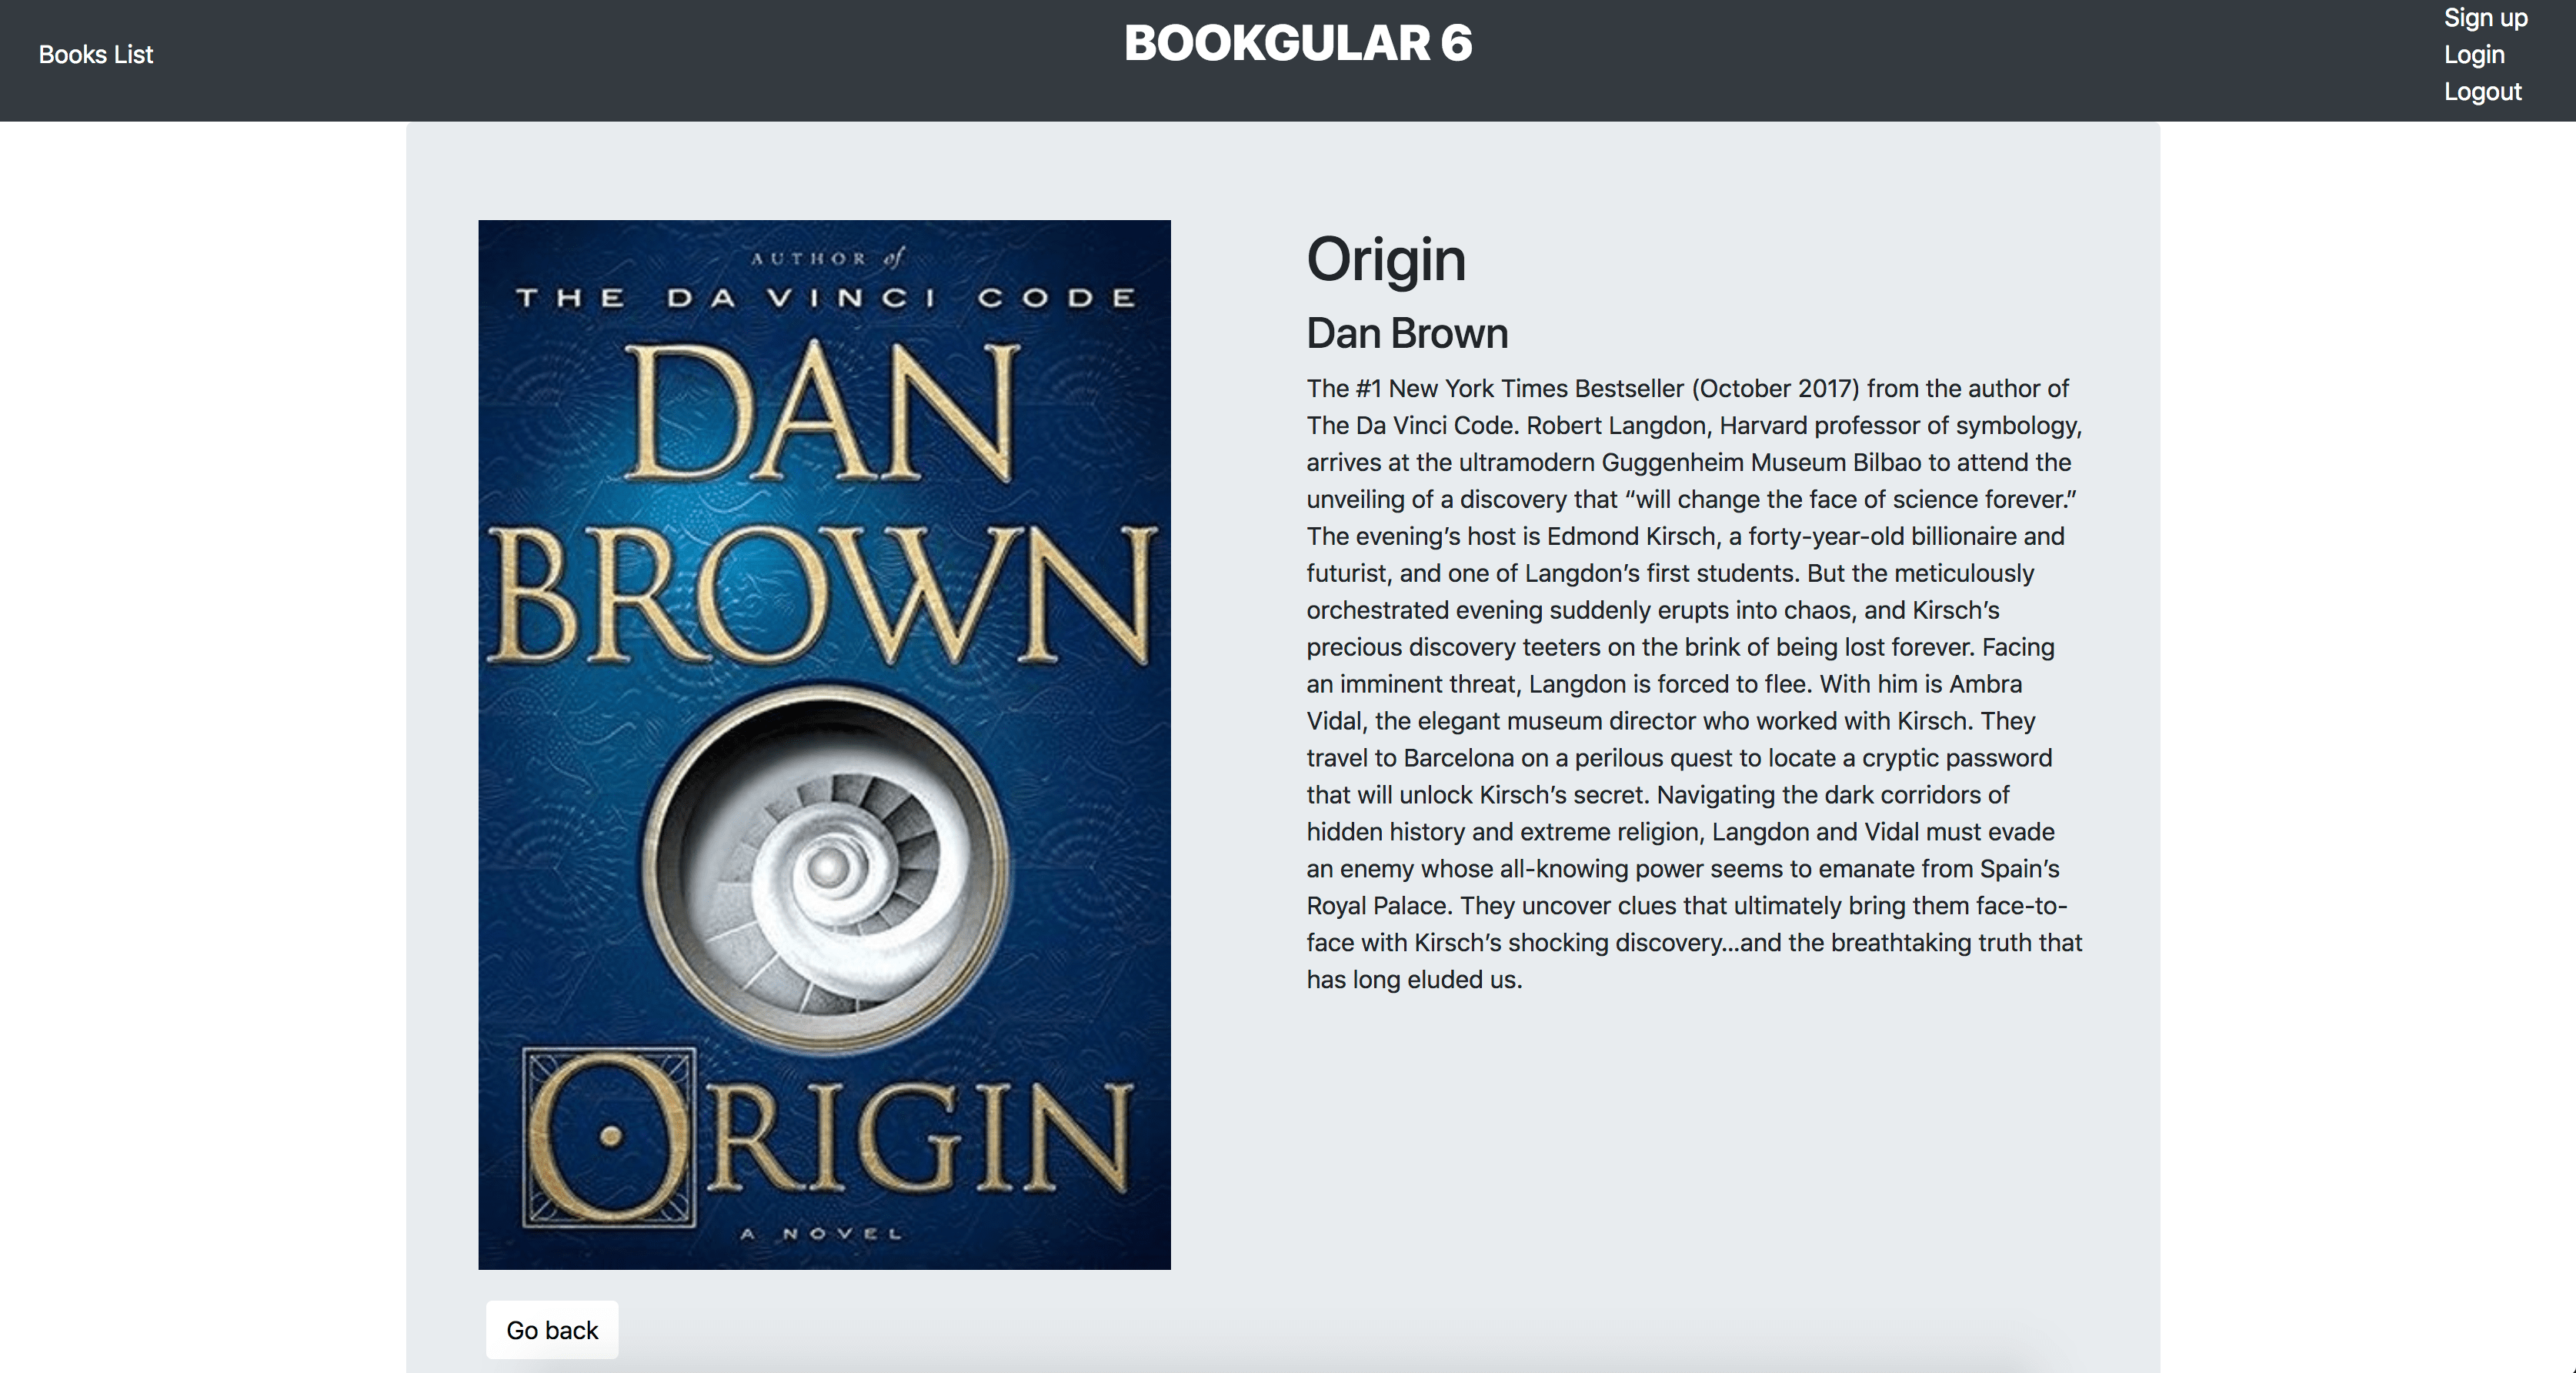 Books List
BOOKGULAR 6
Sign up
Login
Logout
AUTHOR of
THE DA VINCI CODE
DAN
BROWN
ORIGIN
A NOVEL
Origin
Dan Brown
The #1 New York Times Bestseller (October 2017) from the author of
The Da Vinci Code. Robert Langdon, Harvard professor of symbology,
arrives at the ultramodern Guggenheim Museum Bilbao to attend the
unveiling of a discovery that “will change the face of science forever.”
The evening’s host is Edmond Kirsch, a forty-year-old billionaire and
futurist, and one of Langdon’s first students. But the meticulously
orchestrated evening suddenly erupts into chaos, and Kirsch’s
precious discovery teeters on the brink of being lost forever. Facing
an imminent threat, Langdon is forced to flee. With him is Ambra
Vidal, the elegant museum director who worked with Kirsch. They
travel to Barcelona on a perilous quest to locate a cryptic password
that will unlock Kirsch’s secret. Navigating the dark corridors of
hidden history and extreme religion, Langdon and Vidal must evade
an enemy whose all-knowing power seems to emanate from Spain’s
Royal Palace. They uncover clues that ultimately bring them face-to-
face with Kirsch’s shocking discovery…and the breathtaking truth that
has long eluded us.
Go back